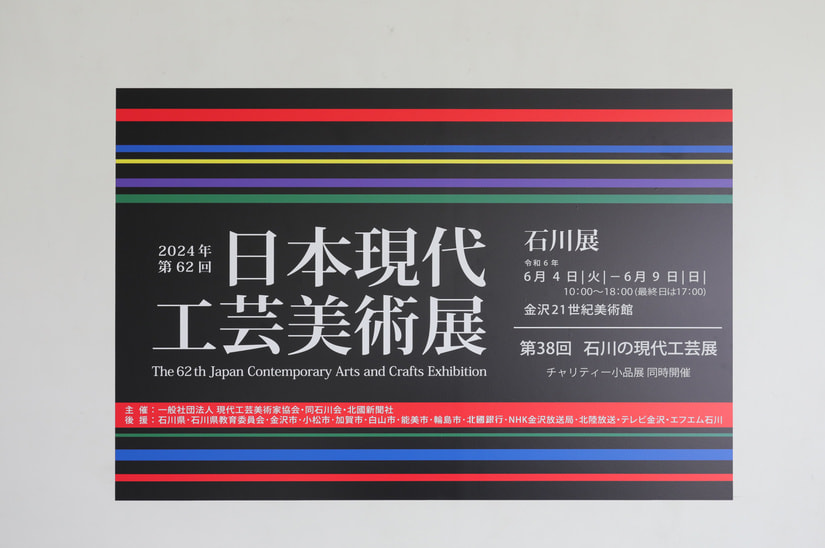 2024年
第62回
日本現代
工芸美術展
The 62th Japan Contemporary Arts and Crafts Exhibition
石川展
令和6年
6月 4 日|火|－6月 9 日|日|
10:00～18:00(最終日は17:00)
金沢21世紀美術館
第38回 石川の現代工芸展
チャリティー小品展 同時開催
主 催：一般社団法人 現代工芸美術家協会・同石川会・北國新聞社
後 援：石川県・石川県教育委員会・金沢市・小松市・加賀市・白山市・能美市・輪島市・北國銀行・NHK金沢放送局・北陸放送・テレビ金沢・エフエム石川